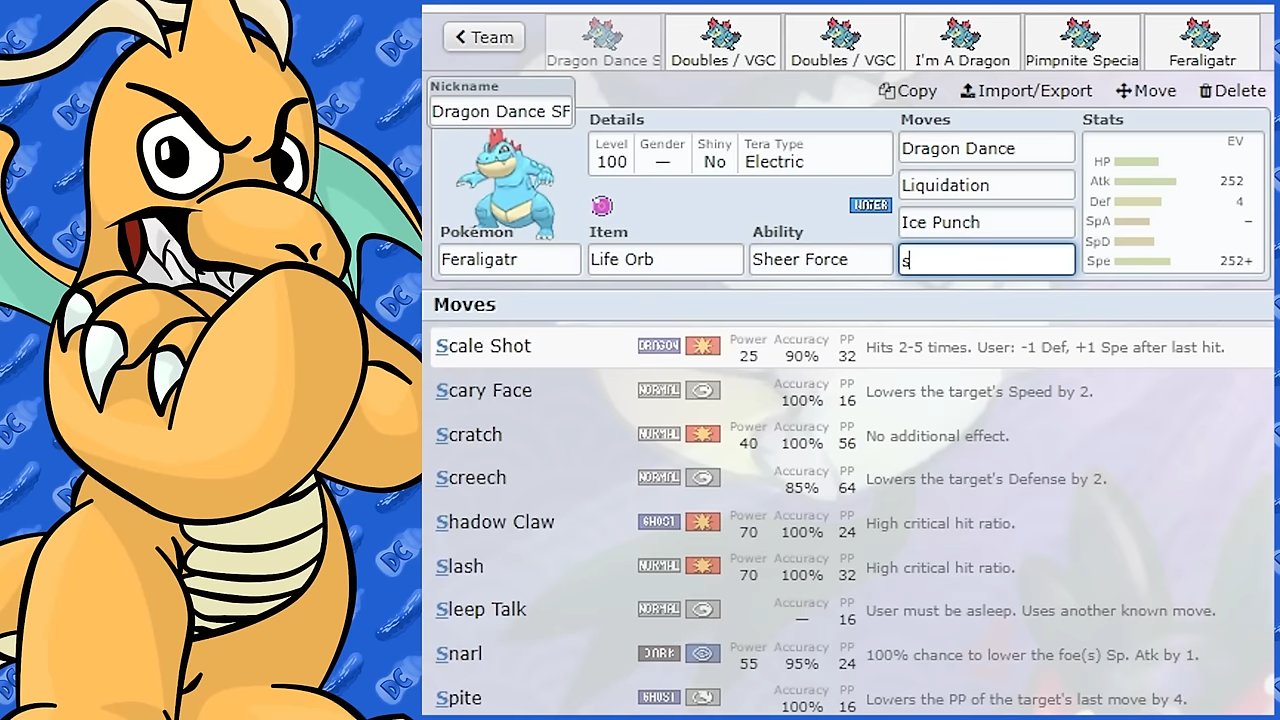 Team
Dragon Dance S
Doubles / VGC
Doubles / VGC
I'm A Dragon
Pimpnite Specia
Feraligatr
Nickname
Dragon Dance SF
Copy
Import/Export
Move
Delete
Details
Level
100
Gender
—
Shiny
No
Tera Type
Electric
WATER
Pokémon
Feraligatr
Item
Life Orb
Ability
Sheer Force
Moves
Dragon Dance
Liquidation
Ice Punch
s
Stats
EV
HP
Atk 252
Def 4
SpA –
SpD
Spe 252+
Moves
Scale Shot DRAGON Power 25 Accuracy 90% PP 32 Hits 2-5 times. User: -1 Def, +1 Spe after last hit.
Scary Face NORMAL Accuracy 100% PP 16 Lowers the target's Speed by 2.
Scratch NORMAL Power 40 Accuracy 100% PP 56 No additional effect.
Screech NORMAL Accuracy 85% PP 64 Lowers the target's Defense by 2.
Shadow Claw GHOST Power 70 Accuracy 100% PP 24 High critical hit ratio.
Slash NORMAL Power 70 Accuracy 100% PP 32 High critical hit ratio.
Sleep Talk NORMAL Accuracy — PP 16 User must be asleep. Uses another known move.
Snarl DARK Power 55 Accuracy 95% PP 24 100% chance to lower the foe(s) Sp. Atk by 1.
Spite GHOST Accuracy 100% PP 16 Lowers the PP of the target's last move by 4.
DC
DC
DC
DC
DC
DC